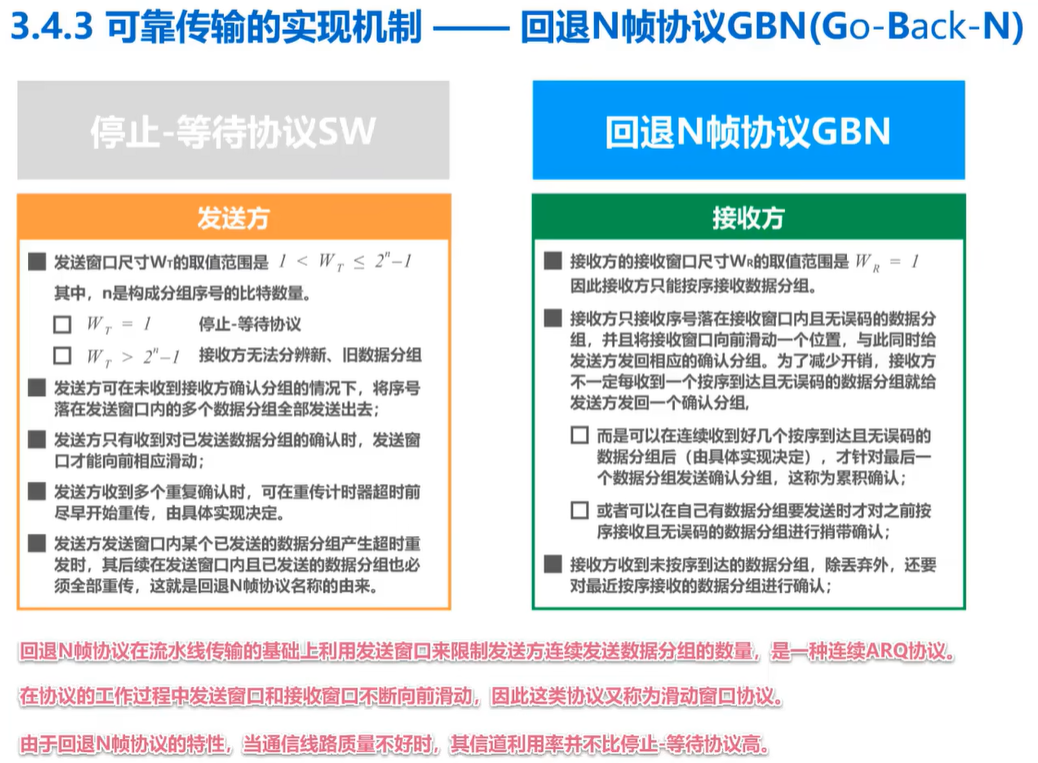 3.4.3 可靠传输的实现机制 —— 回退N帧协议GBN(Go-Back-N)
停止-等待协议SW
回退N帧协议GBN
发送方
发送窗口尺寸WT的取值范围是 1 < W_T ≤ 2^n–1
其中，n是构成分组序号的比特数量。
W_T = 1 停止-等待协议
W_T > 2^n–1 接收方无法分辨新、旧数据分组
发送方可在未收到接收方确认分组的情况下，将序号
落在发送窗口内的多个数据分组全部发送出去；
发送方只有收到对已发送数据分组的确认时，发送窗
口才能向前相应滑动；
发送方收到多个重复确认时，可在重传计时器超时前
尽早开始重传，由具体实现决定。
发送方发送窗口内某个已发送的数据分组产生超时重
发时，其后续在发送窗口内且已发送的数据分组也必
须全部重传，这就是回退N帧协议名称的由来。
接收方
接收方的接收窗口尺寸WR的取值范围是 W_R = 1
因此接收方只能按序接收数据分组。
接收方只接收序号落在接收窗口内且无误码的数据分
组，并且将接收窗口向前滑动一个位置，与此同时给
发送方发回相应的确认分组。为了减少开销，接收方
不一定每收到一个按序到达且无误码的数据分组就给
发送方发回一个确认分组,
而是可以在连续收到好几个按序到达且无误码的
数据分组后（由具体实现决定），才针对最后一
个数据分组发送确认分组，这称为累积确认；
或者可以在自己有数据分组要发送时才对之前按
序接收且无误码的数据分组进行捎带确认；
接收方收到未按序到达的数据分组，除丢弃外，还要
对最近按序接收的数据分组进行确认；
回退N帧协议在流水线传输的基础上利用发送窗口来限制发送方连续发送数据分组的数量，是一种连续ARQ协议。
在协议的工作过程中发送窗口和接收窗口不断向前滑动，因此这类协议又称为滑动窗口协议。
由于回退N帧协议的特性，当通信线路质量不好时，其信道利用率并不比停止-等待协议高。